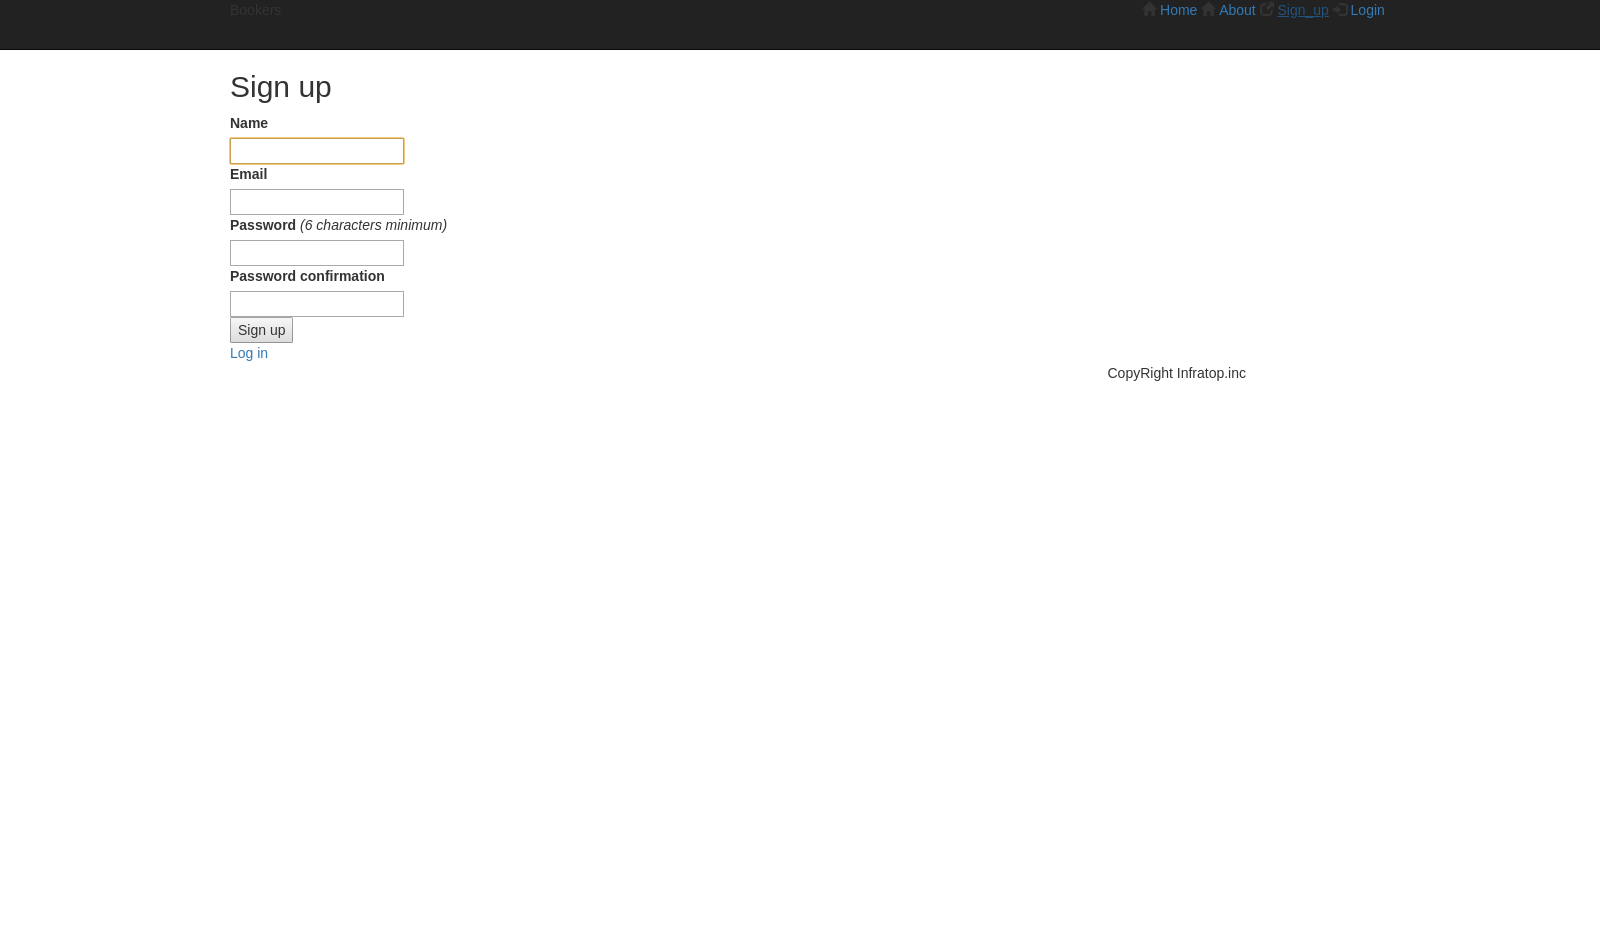 Bookers Home About Sign_up Login
Sign up
Name
Email
Password (6 characters minimum)
Password confirmation
Sign up
Log in
CopyRight Infratop.inc